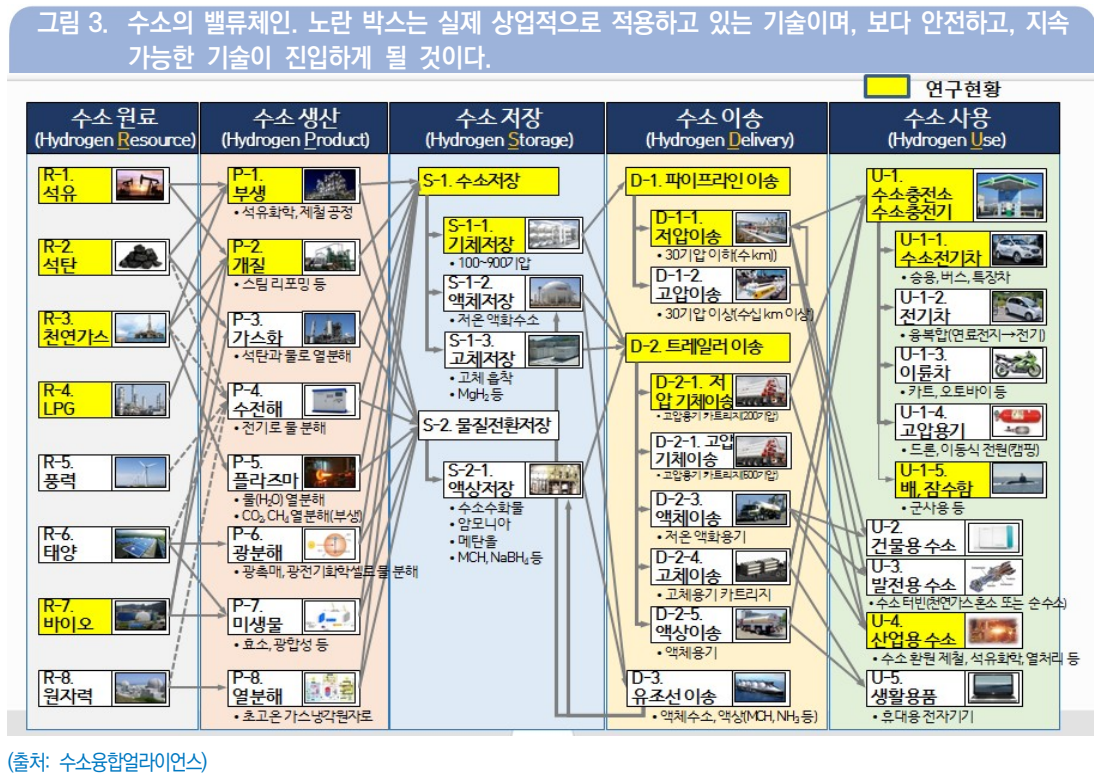 그림 3. 수소의 밸류체인. 노란 박스는 실제 상업적으로 적용하고 있는 기술이며, 보다 안전하고, 지속
가능한 기술이 진입하게 될 것이다.
연구현황
수소 원료
(Hydrogen Resource)
R-1.
석유
R-2.
석탄
R-3.
천연가스
R-4.
LPG
R-5.
풍력
R-6.
태양
R-7.
바이오
R-8.
원자력
수소 생산
(Hydrogen Product)
P-1.
부생
• 석유화학, 제철 공정
P-2.
개질
• 스팀 리포밍 등
P-3.
가스화
• 석탄과 물로 열분해
P-4.
수전해
• 전기로 물 분해
P-5.
플라즈마
• 물(H₂O) 열분해
• CO₂ CH₄ 열분해(부생)
P-6.
광분해
• 광촉매, 광전기화학셀로 물 분해
P-7.
미생물
• 효소, 광합성 등
P-8.
열분해
• 초고온 가스냉각원자로
수소 저장
(Hydrogen Storage)
S-1. 수소저장
S-1-1.
기체저장
• 100~900기압
S-1-2.
액체저장
• 저온 액화수소
S-1-3.
고체저장
• 고체 흡착
• MgH₂ 등
S-2. 물질전환저장
S-2-1.
액상저장
• 수소수화물
• 암모니아
• 메탄올
• MCH, NaBH₄ 등
수소 이송
(Hydrogen Delivery)
D-1. 파이프라인 이송
D-1-1.
저압이송
• 30기압 이하(수 km))
D-1-2.
고압이송
• 30기압 이상(수십 km 이상)
D-2. 트레일러 이송
D-2-1. 저
압 기체이송
• 고압용기 카트리지(200기압)
D-2-1. 고압
기체이송
• 고압용기 카트리지(500기압)
D-2-3.
액체이송
• 저온 액화용기
D-2-4.
고체이송
• 고체용기 카트리지
D-2-5.
액상이송
• 액체용기
D-3.
유조선 이송
• 액체수소, 액상(MCH, NH₃ 등)
수소 사용
(Hydrogen Use)
U-1.
수소충전소
수소충전기
U-1-1.
수소전기차
• 승용, 버스, 특장차
U-1-2.
전기차
• 융복합(연료전지→전기)
U-1-3.
이륜차
• 카트, 오토바이 등
U-1-4.
고압용기
• 드론, 이동식 전원(캠핑)
U-1-5.
배, 잠수함
• 군사용 등
U-2.
건물용 수소
U-3.
발전용 수소
• 수소 터빈(천연가스 혼소 또는 순수소)
U-4.
산업용 수소
• 수소 환원 제철, 석유화학, 열처리 등
U-5.
생활용품
• 휴대용 전자기기
(출처: 수소융합얼라이언스)